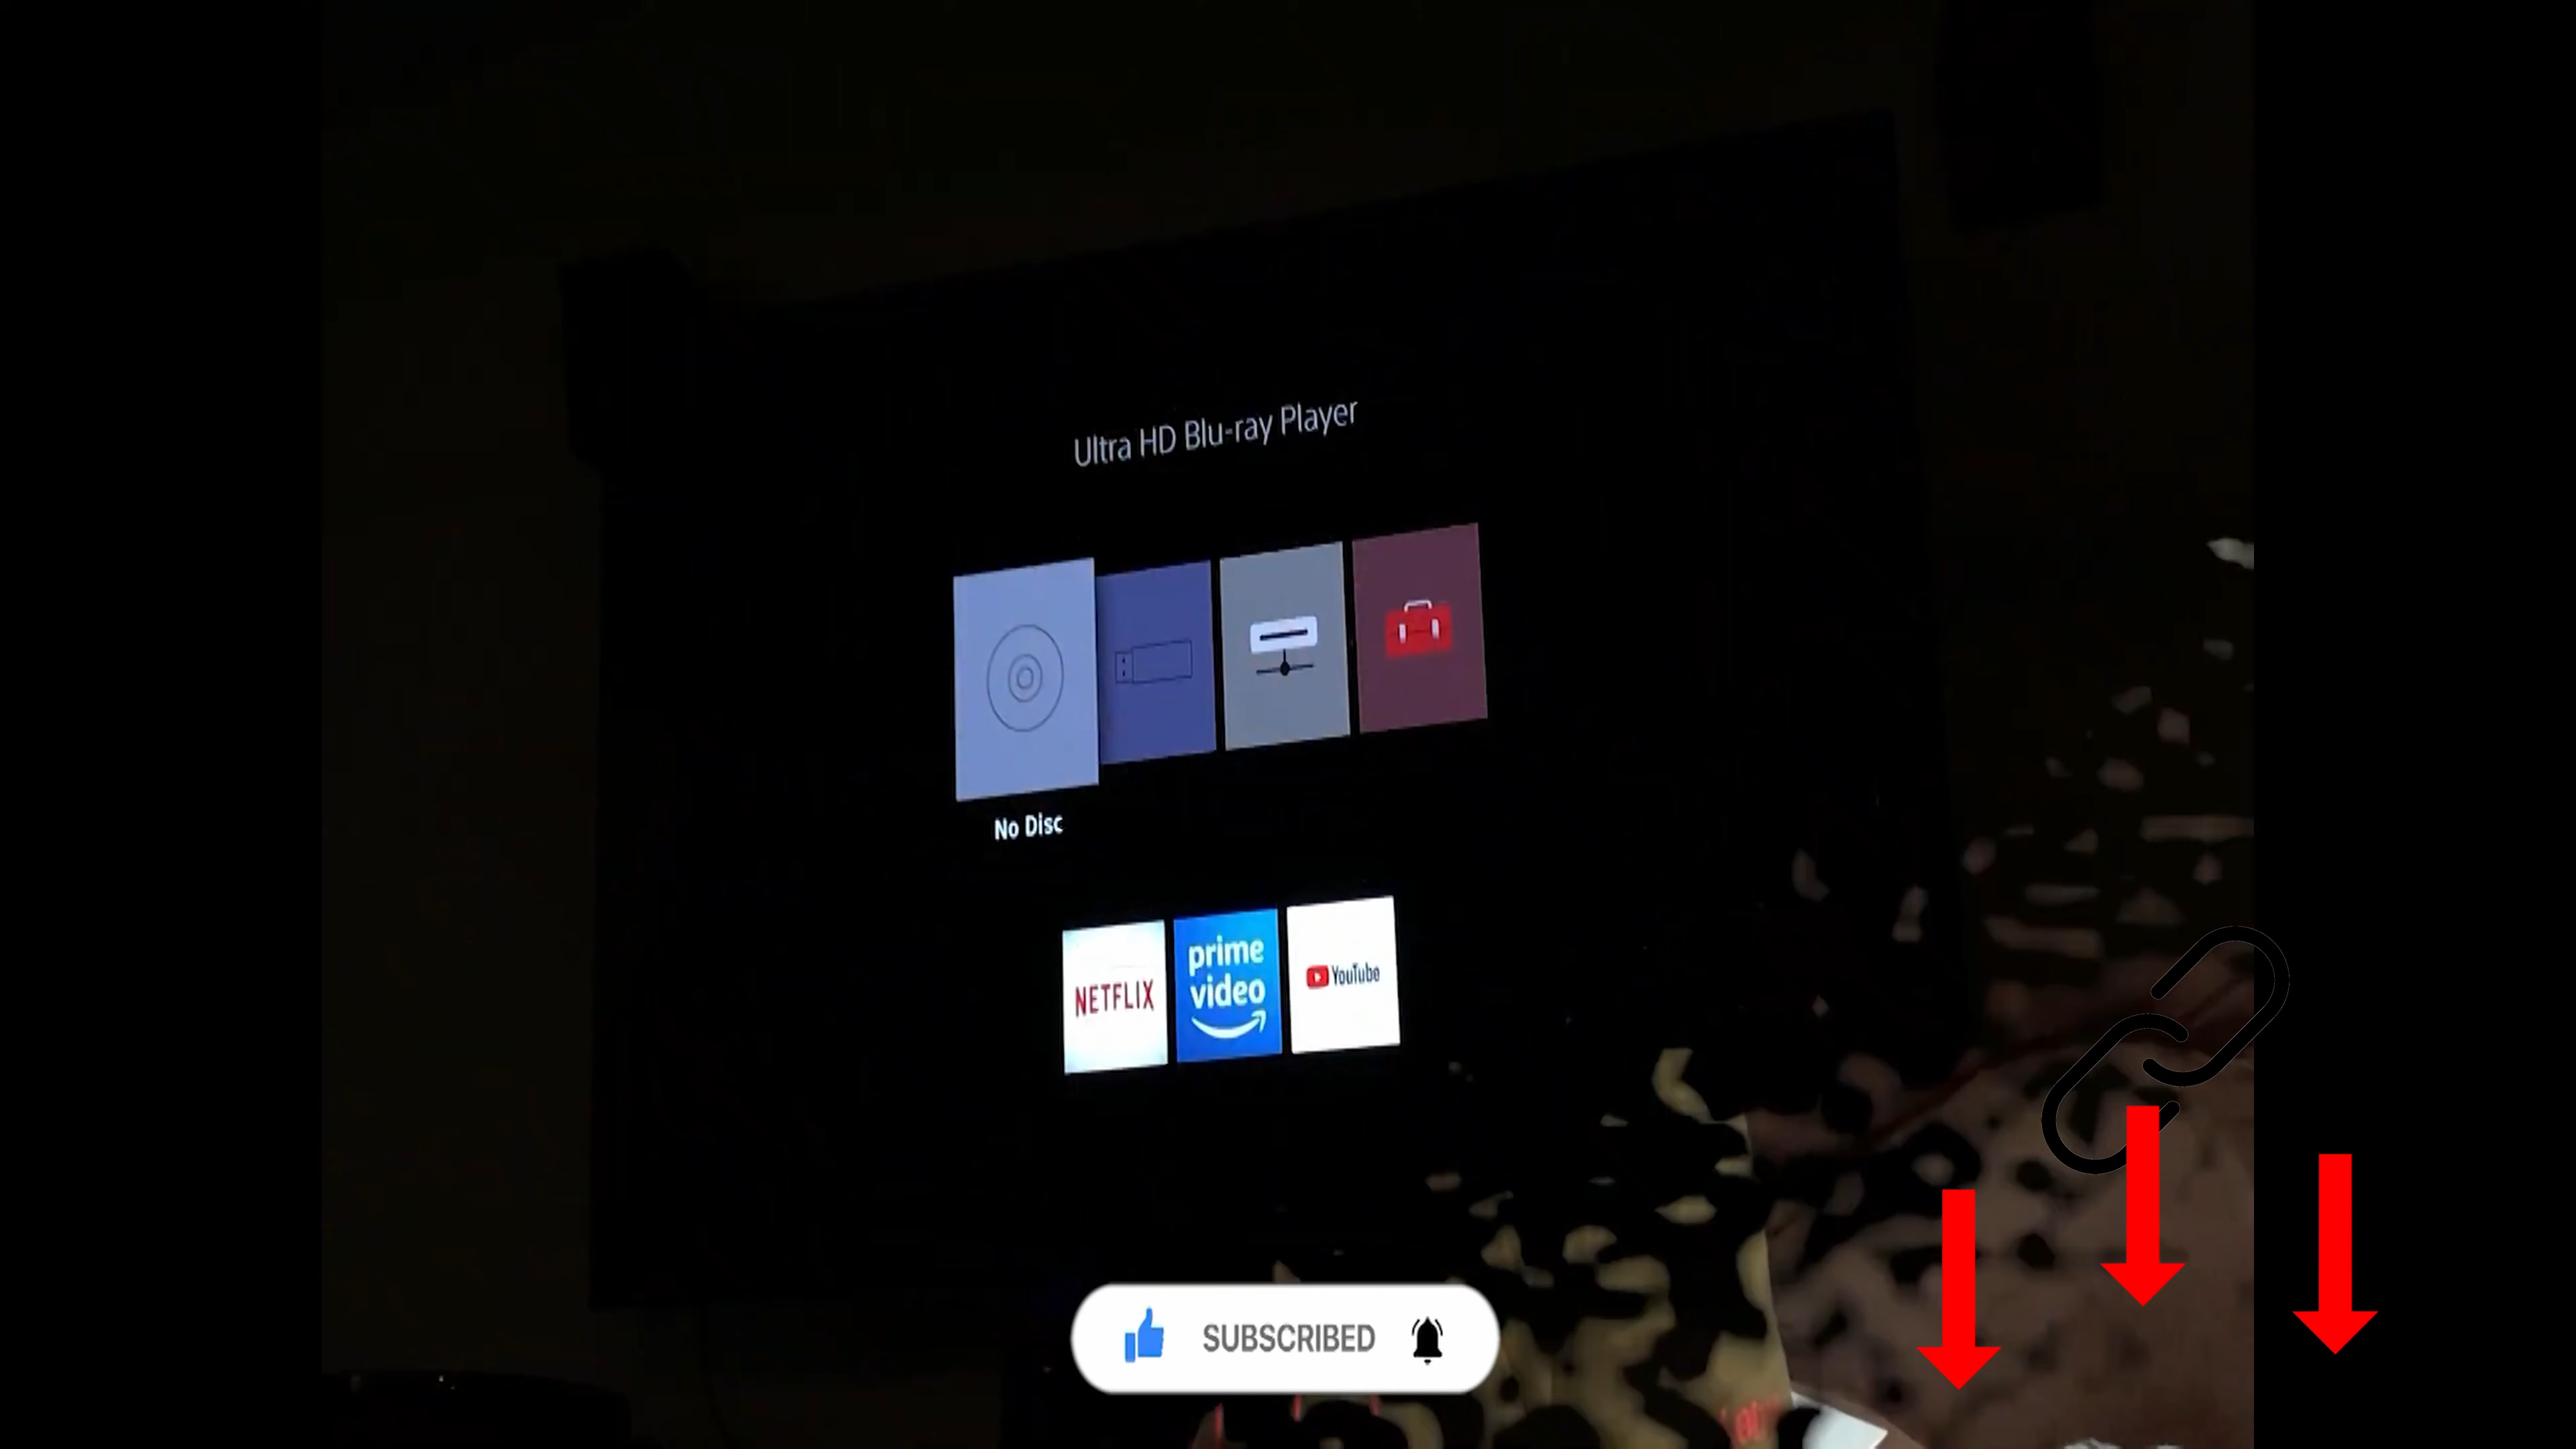 Ultra HD Blu-ray Player
No Disc
NETFLIX
prime video
YouTube
SUBSCRIBED